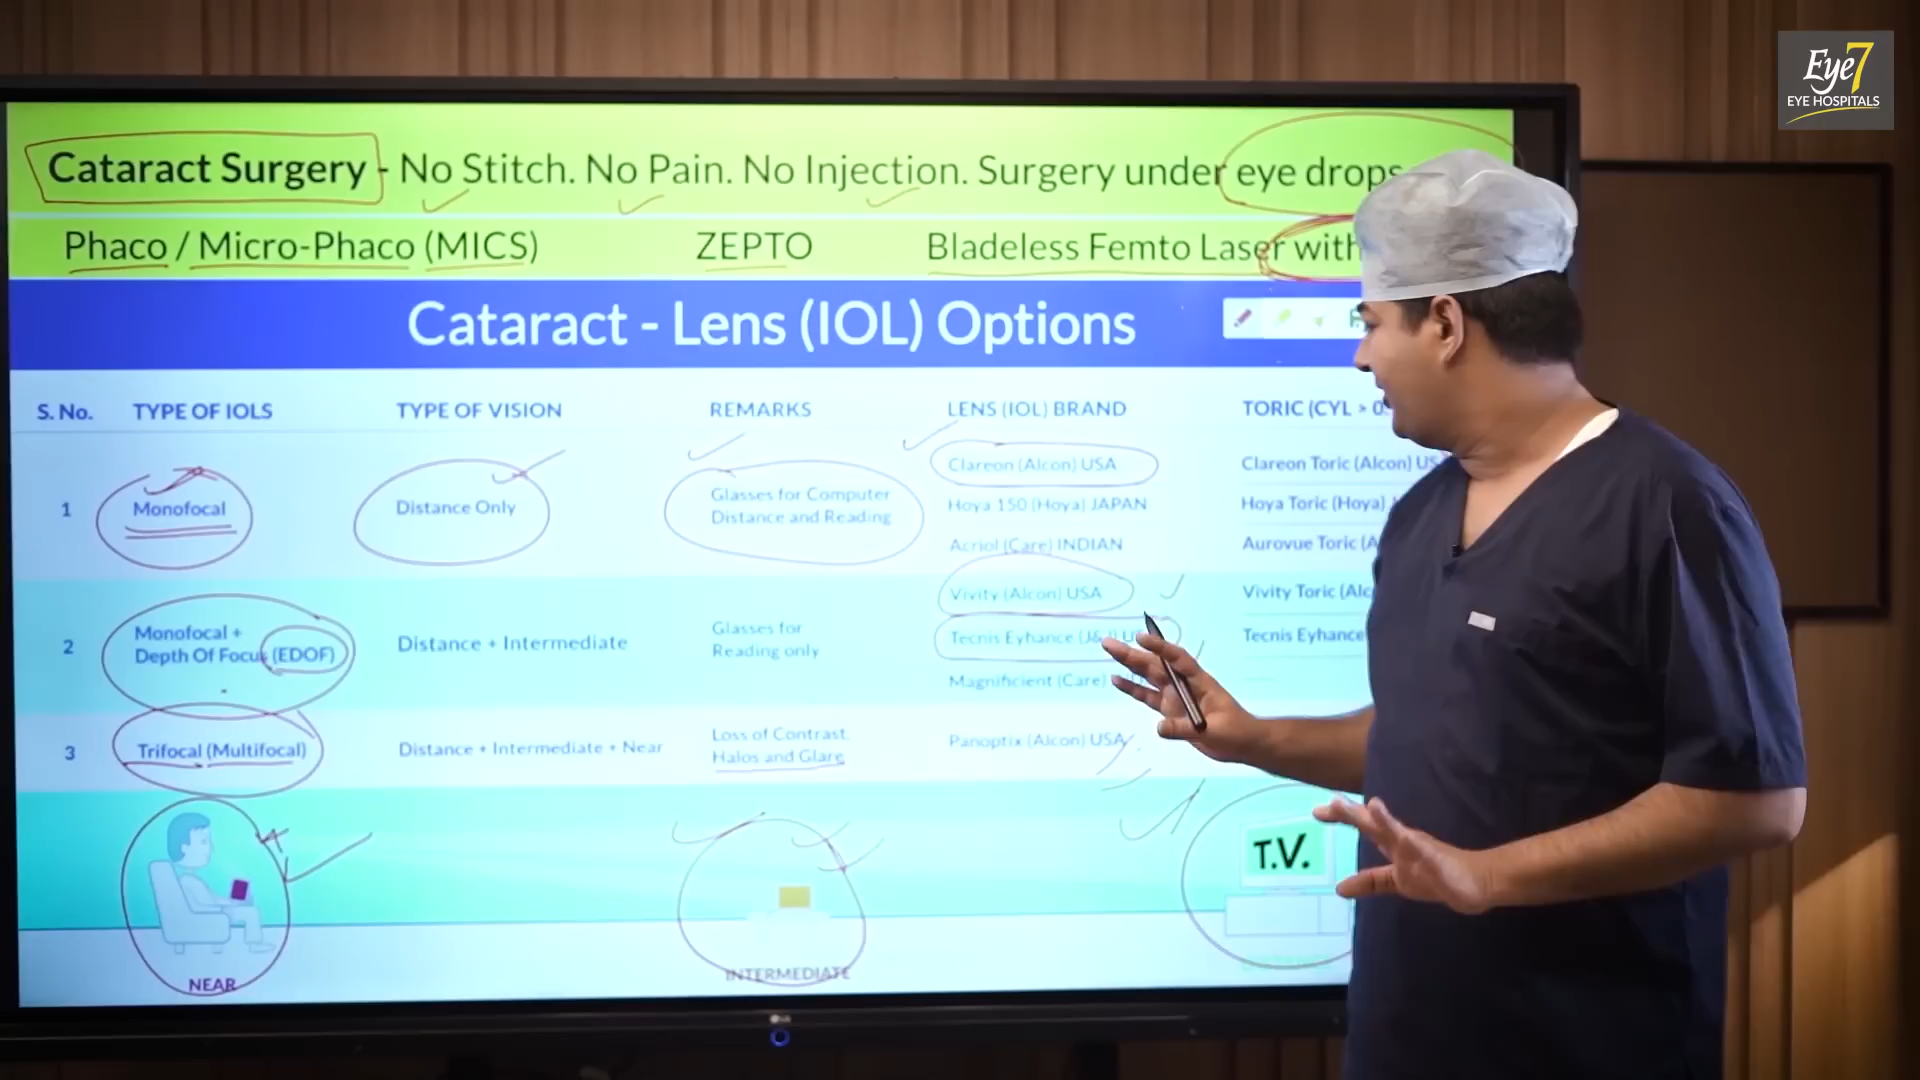 Eye7
EYE HOSPITALS
Cataract Surgery - No Stitch. No Pain. No Injection. Surgery under eye drops
Phaco / Micro-Phaco (MICS) ZEPTO Bladeless Femto Laser with
Cataract - Lens (IOL) Options
S. No. TYPE OF IOLS TYPE OF VISION REMARKS LENS (IOL) BRAND TORIC (CYL > 0
1 Monofocal Distance Only Glasses for Computer Distance and Reading
Clareon (Alcon) USA Clareon Toric (Alcon) US
Hoya 150 (Hoya) JAPAN Hoya Toric (Hoya)
Acriol (Care) INDIAN Aurovue Toric (A
2 Monofocal +
Depth Of Focus (EDOF)
Distance + Intermediate
Glasses for
Reading only
Vivity (Alcon) USA Vivity Toric (Alc
Tecnis Eyhance (J&J) Tecnis Eyhance
Magnificient (Care)
3 Trifocal (Multifocal) Distance + Intermediate + Near
Loss of Contrast,
Halos and Glare
Panoptix (Alcon) USA
T.V.
NEAR INTERMEDIATE
LG